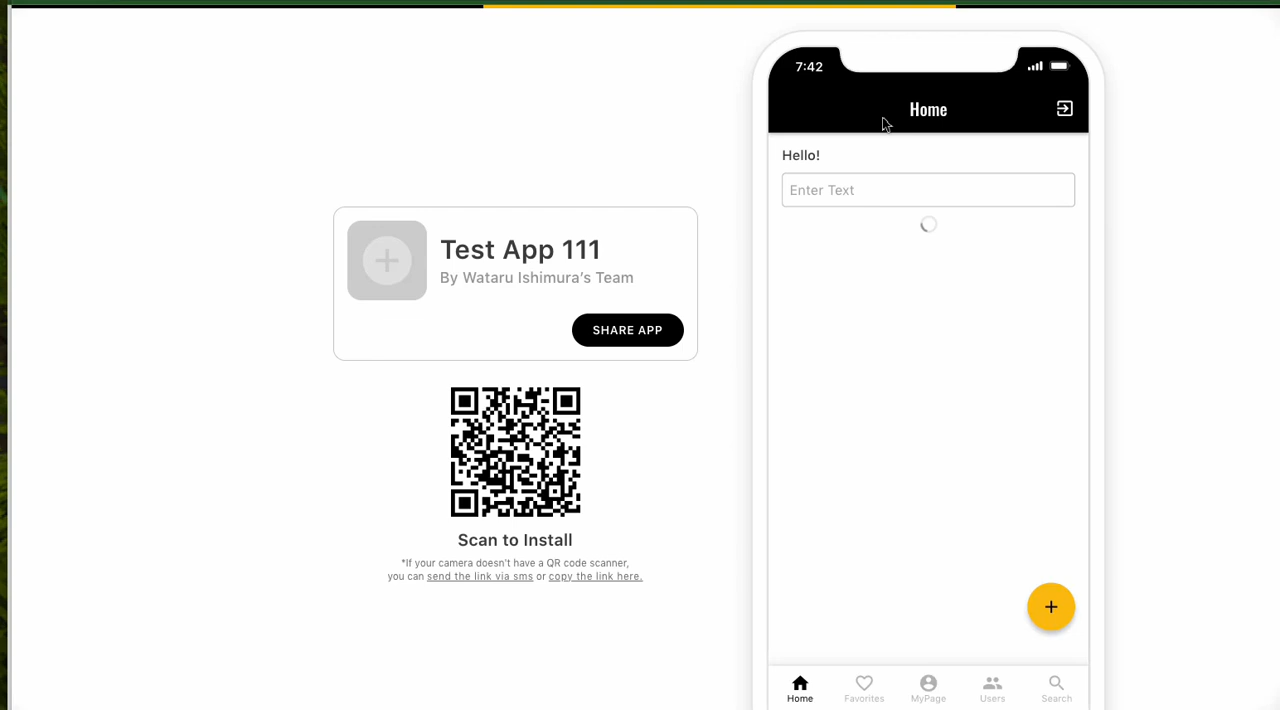 Test App 111
By Wataru Ishimura’s Team
SHARE APP
Scan to Install
*If your camera doesn't have a QR code scanner,
you can send the link via sms or copy the link here.
7:42
Home
Hello!
Enter Text
Home
Favorites
MyPage
Users
Search